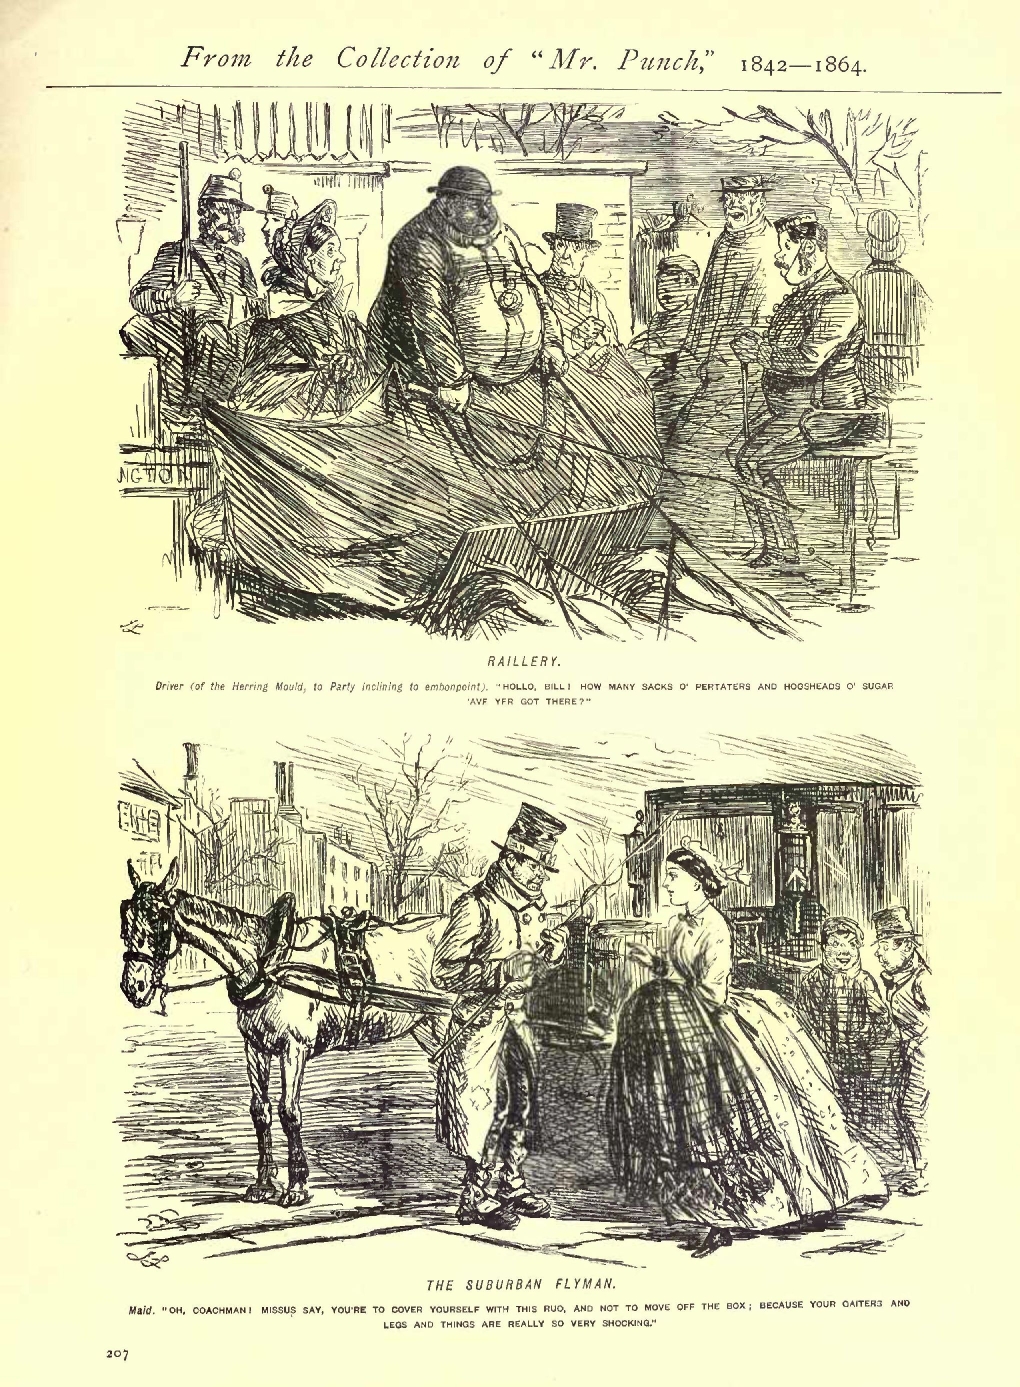 From the Collection of "Mr. Punch," 1842—1864.
NGTON
RAILLERY.
Driver (of the Herring Mould, to Party inclining to embonpoint). "HOLLO, BILL! HOW MANY SACKS O' PERTATERS AND HOGSHEADS O' SUGAR
'AVE YER GOT THERE?"
THE SUBURBAN FLYMAN.
Maid. "OH, COACHMAN! MISSUS SAY, YOU'RE TO COVER YOURSELF WITH THIS RUG, AND NOT TO MOVE OFF THE BOX; BECAUSE YOUR GAITERS AND
LEGS AND THINGS ARE REALLY SO VERY SHOCKING."
207